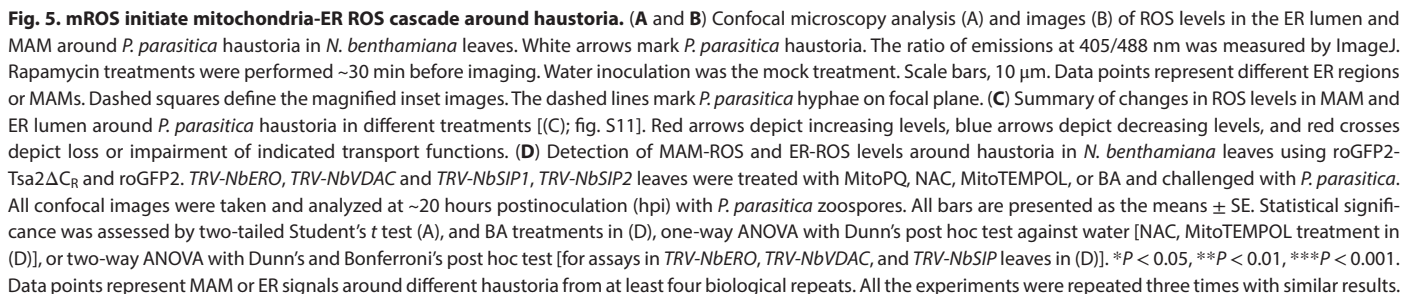 Fig. 5. mROS initiate mitochondria-ER ROS cascade around haustoria. (A and B) Confocal microscopy analysis (A) and images (B) of ROS levels in the ER lumen and
MAM around P. parasitica haustoria in N. benthamiana leaves. White arrows mark P. parasitica haustoria. The ratio of emissions at 405/488 nm was measured by ImageJ.
Rapamycin treatments were performed ~30 min before imaging. Water inoculation was the mock treatment. Scale bars, 10 μm. Data points represent different ER regions
or MAMs. Dashed squares define the magnified inset images. The dashed lines mark P. parasitica hyphae on focal plane. (C) Summary of changes in ROS levels in MAM and
ER lumen around P. parasitica haustoria in different treatments [(C); fig. S11]. Red arrows depict increasing levels, blue arrows depict decreasing levels, and red crosses
depict loss or impairment of indicated transport functions. (D) Detection of MAM-ROS and ER-ROS levels around haustoria in N. benthamiana leaves using roGFP2-
Tsa2ΔCR and roGFP2. TRV-NbERO, TRV-NbVDAC and TRV-NbSIP1, TRV-NbSIP2 leaves were treated with MitoPQ, NAC, MitoTEMPOL, or BA and challenged with P. parasitica.
All confocal images were taken and analyzed at ~20 hours postinoculation (hpi) with P. parasitica zoospores. All bars are presented as the means ± SE. Statistical signifi-
cance was assessed by two-tailed Student's t test (A), and BA treatments in (D), one-way ANOVA with Dunn's post hoc test against water [NAC, MitoTEMPOL treatment in
(D)], or two-way ANOVA with Dunn's and Bonferroni's post hoc test [for assays in TRV-NbERO, TRV-NbVDAC, and TRV-NbSIP leaves in (D)]. *P < 0.05, **P < 0.01, ***P < 0.001.
Data points represent MAM or ER signals around different haustoria from at least four biological repeats. All the experiments were repeated three times with similar results.